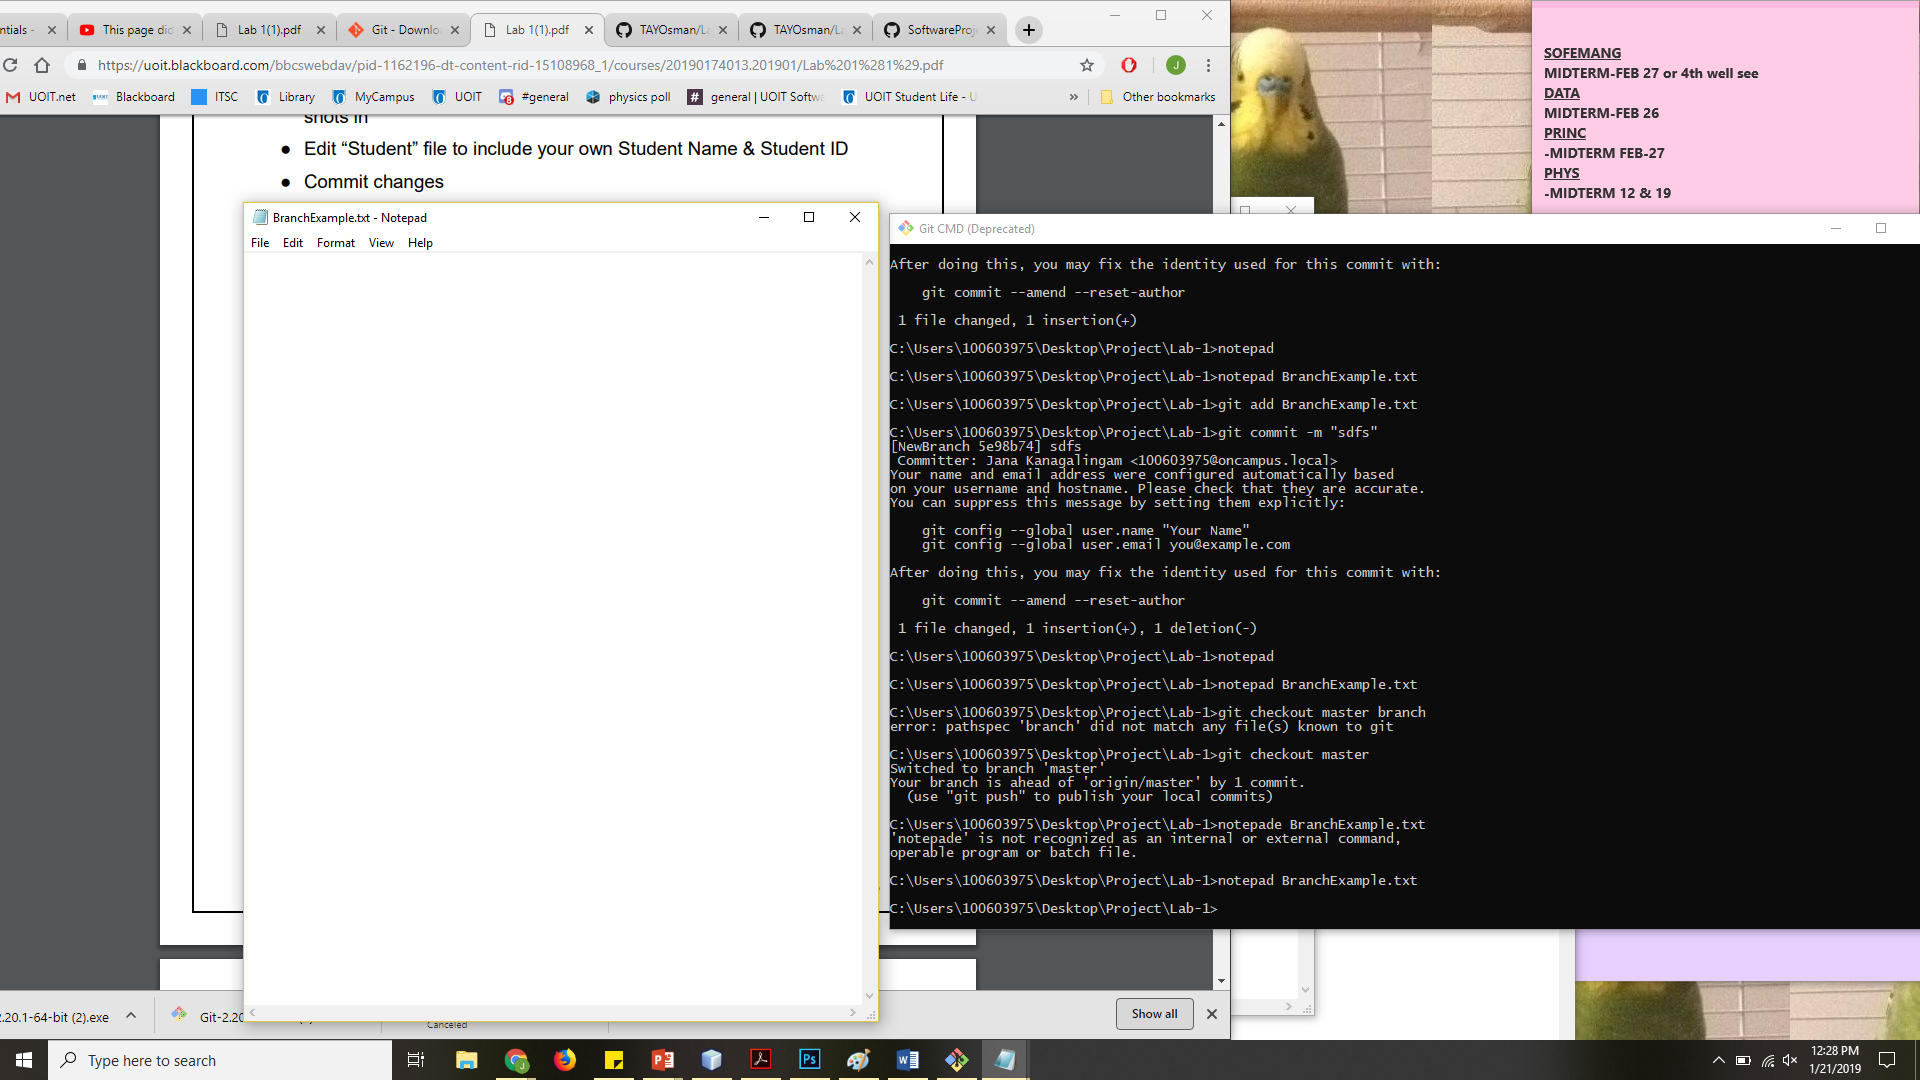 ntials -
This page did
Lab 1(1).pdf
Git - Downlo
Lab 1(1).pdf
TAYOsman/L
TAYOsman/L
SoftwareProj
https://uoit.blackboard.com/bbcswebdav/pid-1162196-dt-content-rid-15108968_1/courses/20190174013.201901/Lab%201%281%29.pdf
J
UOIT.net
Blackboard
ITSC
Library
MyCampus
UOIT
#general
physics poll
general | UOIT Softwa
UOIT Student Life - U
»
Other bookmarks
shots in
● Edit “Student” file to include your own Student Name & Student ID
● Commit changes
BranchExample.txt - Notepad
File Edit Format View Help
SOFEMANG
MIDTERM-FEB 27 or 4th well see
DATA
MIDTERM-FEB 26
PRINC
-MIDTERM FEB-27
PHYS
-MIDTERM 12 & 19
Git CMD (Deprecated)
After doing this, you may fix the identity used for this commit with:
git commit --amend --reset-author
1 file changed, 1 insertion(+)
C:\Users\100603975\Desktop\Project\Lab-1>notepad
C:\Users\100603975\Desktop\Project\Lab-1>notepad BranchExample.txt
C:\Users\100603975\Desktop\Project\Lab-1>git add BranchExample.txt
C:\Users\100603975\Desktop\Project\Lab-1>git commit -m "sdfs"
[NewBranch 5e98b74] sdfs
Committer: Jana Kanagalingam <100603975@oncampus.local>
Your name and email address were configured automatically based
on your username and hostname. Please check that they are accurate.
You can suppress this message by setting them explicitly:
git config --global user.name "Your Name"
git config --global user.email you@example.com
After doing this, you may fix the identity used for this commit with:
git commit --amend --reset-author
1 file changed, 1 insertion(+), 1 deletion(-)
C:\Users\100603975\Desktop\Project\Lab-1>notepad
C:\Users\100603975\Desktop\Project\Lab-1>notepad BranchExample.txt
C:\Users\100603975\Desktop\Project\Lab-1>git checkout master branch
error: pathspec 'branch' did not match any file(s) known to git
C:\Users\100603975\Desktop\Project\Lab-1>git checkout master
Switched to branch 'master'
Your branch is ahead of 'origin/master' by 1 commit.
(use "git push" to publish your local commits)
C:\Users\100603975\Desktop\Project\Lab-1>notepade BranchExample.txt
'notepade' is not recognized as an internal or external command,
operable program or batch file.
C:\Users\100603975\Desktop\Project\Lab-1>notepad BranchExample.txt
C:\Users\100603975\Desktop\Project\Lab-1>
.20.1-64-bit (2).exe
Git-2.20
Canceled
Show all
Type here to search
Ps
12:28 PM
1/21/2019